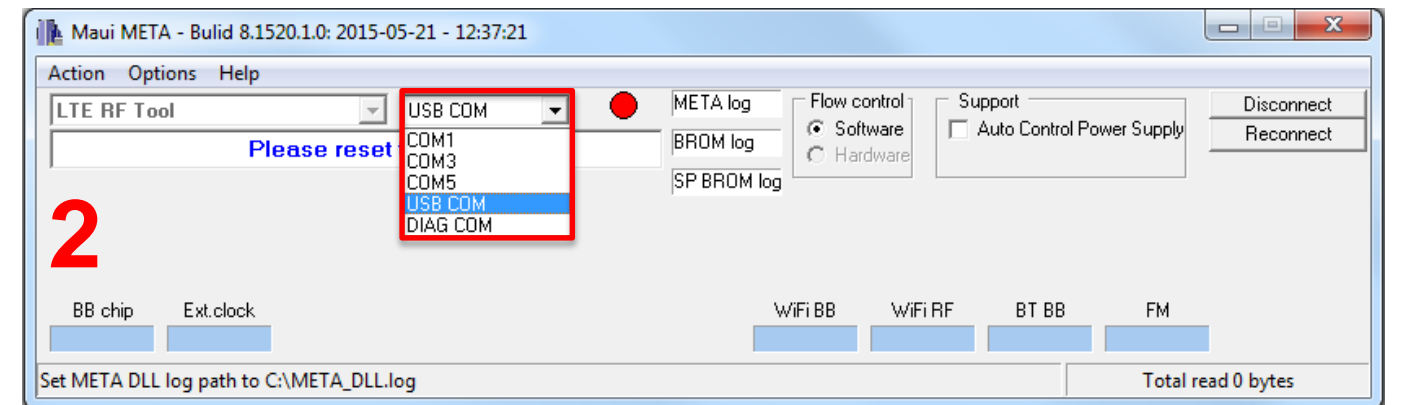 Maui META - Bulid 8.1520.1.0: 2015-05-21 - 12:37:21
Action Options Help
LTE RF Tool
USB COM
META log
Flow control
Support
Disconnect
Please reset
COM1
COM3
COM5
USB COM
DIAG COM
BROM log
Software
Hardware
Auto Control Power Supply
Reconnect
SP BROM log
2
BB chip Ext.clock WiFi BB WiFi RF BT BB FM
Set META DLL log path to C:\META_DLL.log Total read 0 bytes